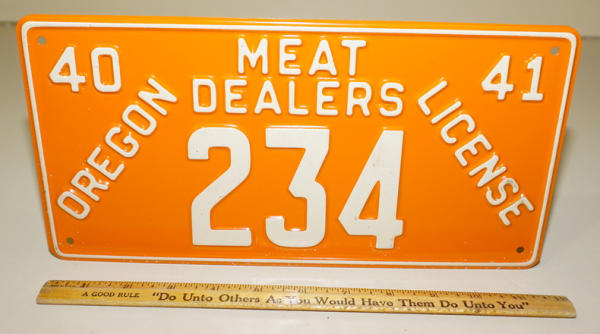 40
MEAT
41
DEALERS
OREGON
LICENSE
234
A GOOD RULE "Do Unto Others As You Would Have Them Do Unto You"